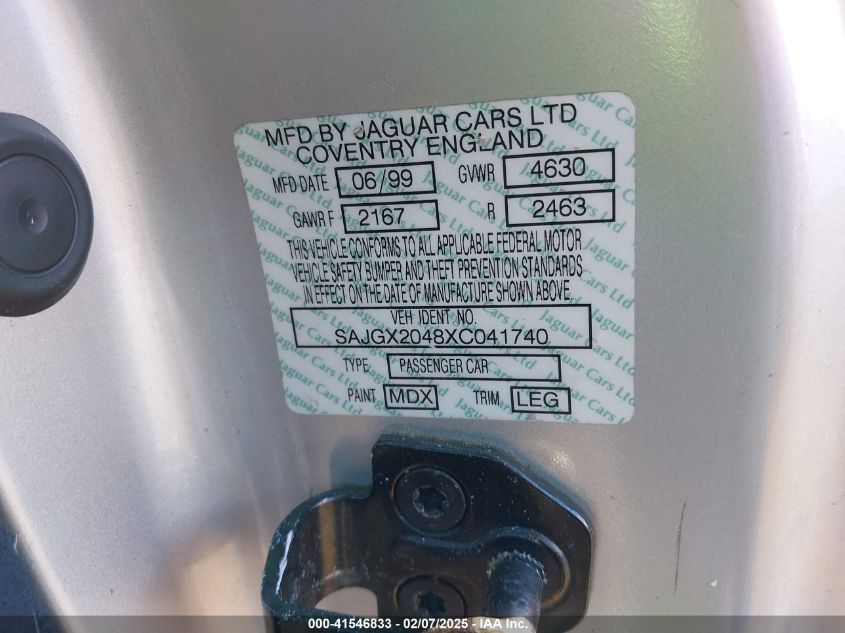 MFD BY JAGUAR CARS LTD
COVENTRY ENGLAND
MFD DATE 06/99 GVWR 4630
GAWR F 2167 R 2463
THIS VEHICLE CONFORMS TO ALL APPLICABLE FEDERAL MOTOR
VEHICLE SAFETY BUMPER AND THEFT PREVENTION STANDARDS
IN EFFECT ON THE DATE OF MANUFACTURE SHOWN ABOVE.
VEH IDENT. NO.
SAJGX2048XC041740
TYPE PASSENGER CAR
PAINT MDX TRIM LEG
000-41546833 - 02/07/2025 - IAA Inc.